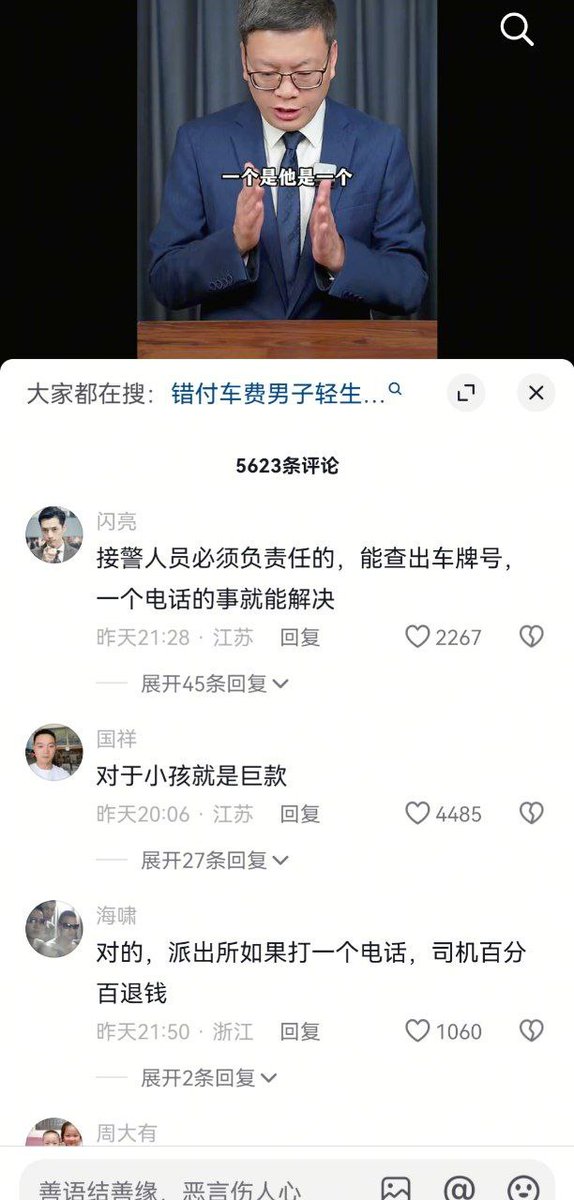 一个是他是一个
大家都在搜：错付车费男子轻生...
5623条评论
闪亮
接警人员必须负责任的，能查出车牌号，
一个电话的事就能解决
昨天21:28 · 江苏 回复 2267
展开45条回复
国祥
对于小孩就是巨款
昨天20:06 · 江苏 回复 4485
展开27条回复
海啸
对的，派出所如果打一个电话，司机百分
百退钱
昨天21:50 · 浙江 回复 1060
展开2条回复
周大有
善语结善缘，恶言伤人心